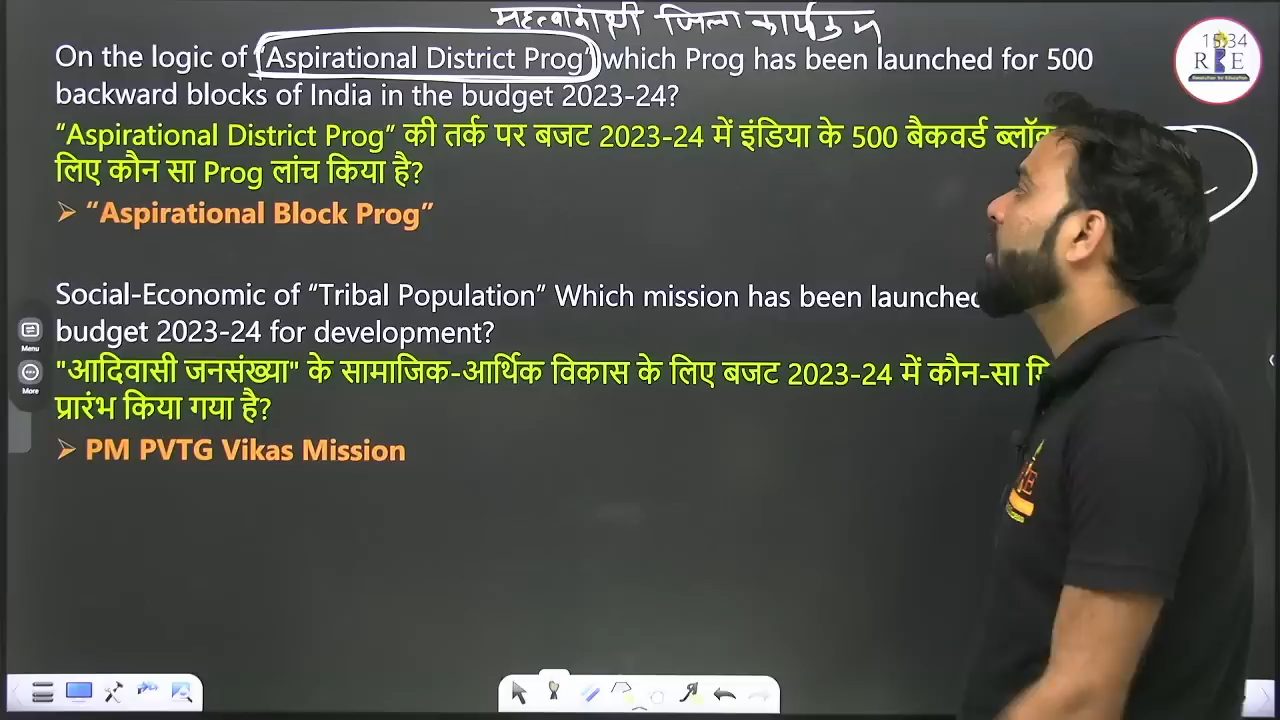 महत्वाकांक्षी जिला कार्यक्रम
15:34
R E
On the logic of “Aspirational District Prog” which Prog has been launched for 500
backward blocks of India in the budget 2023-24?
“Aspirational District Prog” की तर्क पर बजट 2023-24 में इंडिया के 500 बैकवर्ड
लिए कौन सा Prog लांच किया है?
➢ “Aspirational Block Prog”
Social-Economic of “Tribal Population” Which mission has been launched
budget 2023-24 for development?
"आदिवासी जनसंख्या" के सामाजिक-आर्थिक विकास के लिए बजट 2023-24 में कौन-सा
प्रारंभ किया गया है?
➢ PM PVTG Vikas Mission
Menu
More